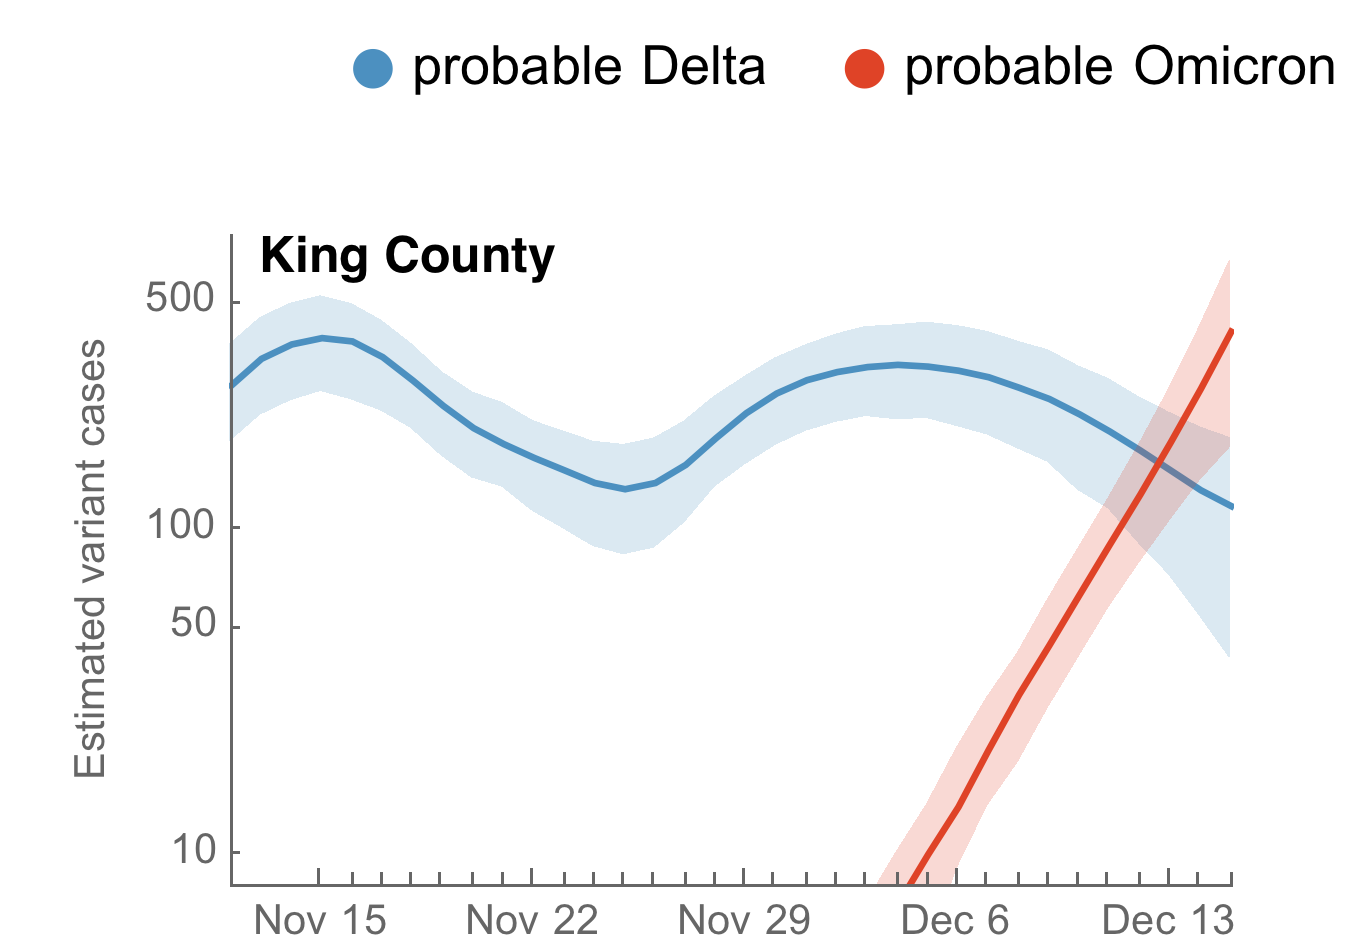 probable Delta probable Omicron
King County
Estimated variant cases
500
100
50
10
Nov 15 Nov 22 Nov 29 Dec 6 Dec 13